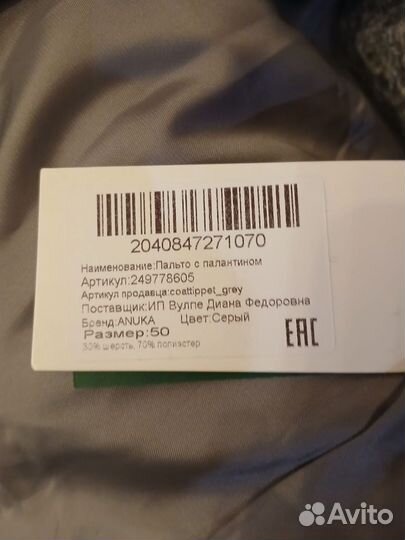 2040847271070
Наименование:Пальто с палантином
Артикул:249778605
Артикул продавца:coattippet_grey
Поставщик:ИП Вулпе Диана Федоровна
Бренд:ANUKA Цвет:Серый
Размер:50
30% шерсть, 70% полиэстер
EAC
Avito